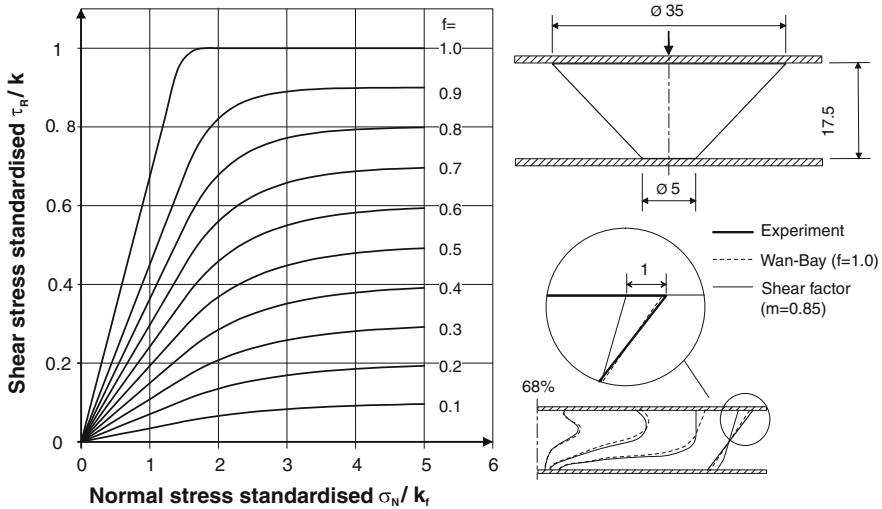 Shear stress standardised τR/ k
1
0. 8
0.6
0.4
0.2
0
0
1
2
3
4
5
6
Normal stress standardised σN/ kf
f=
1.0
0.9
0.8
0.7
0.6
0.5
0.4
0.3
0.2
0.1
Ø 35
17.5
Ø 5
1
Experiment
Wan-Bay (f=1.0)
Shear factor
(m=0.85)
68%